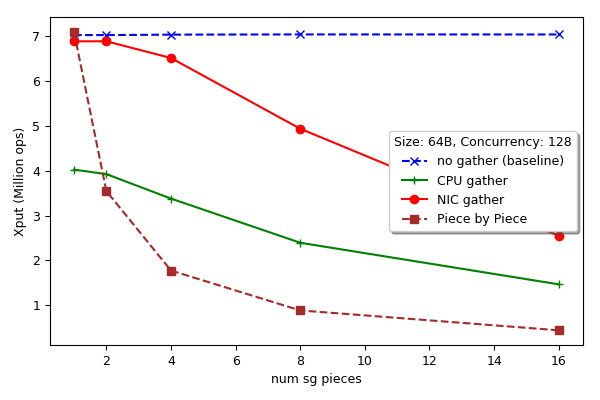 7
6
5
4
3
2
1
Xput (Million ops)
Size: 64B, Concurrency: 128
no gather (baseline)
CPU gather
NIC gather
Piece by Piece
2 4 6 8 10 12 14 16
num sg pieces